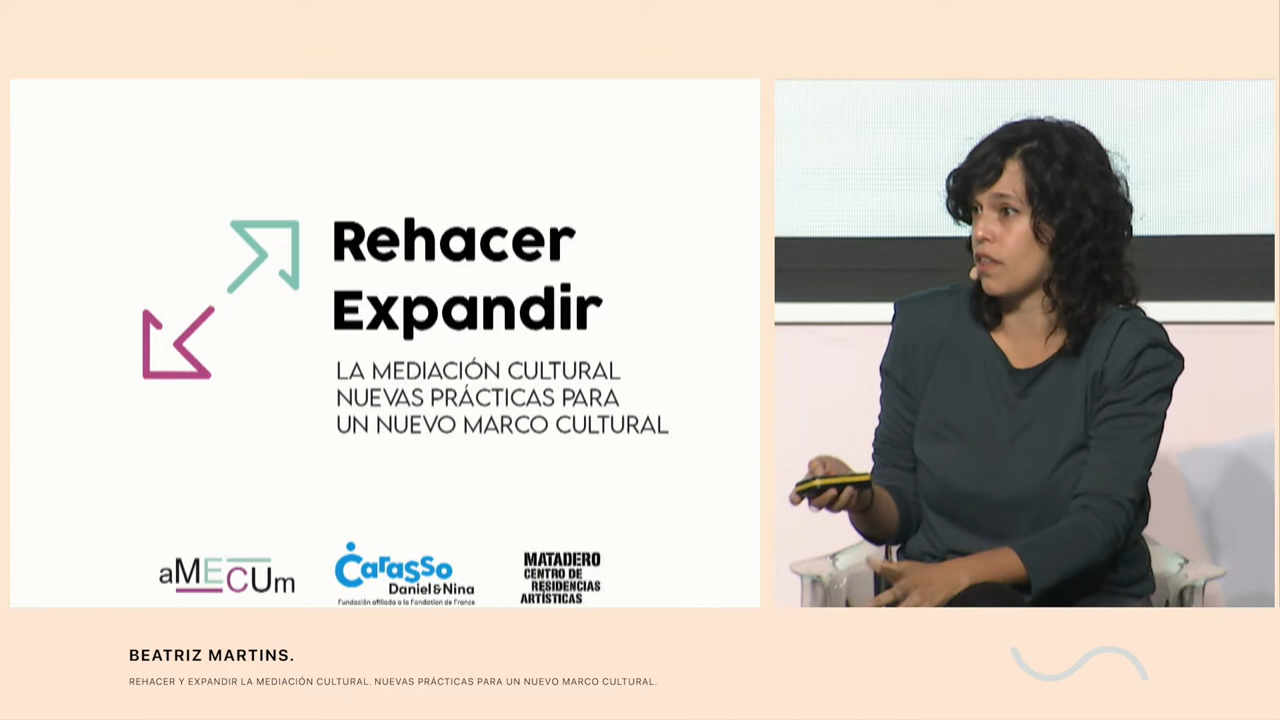 Rehacer
Expandir
LA MEDIACIÓN CULTURAL
NUEVAS PRÁCTICAS PARA
UN NUEVO MARCO CULTURAL
aMECUm
Carasso
Daniel & Nina
Fundación afiliada a la Fondation de France
MATADERO
CENTRO DE
RESIDENCIAS
ARTÍSTICAS
BEATRIZ MARTINS.
REHACER Y EXPANDIR LA MEDIACIÓN CULTURAL. NUEVAS PRÁCTICAS PARA UN NUEVO MARCO CULTURAL.